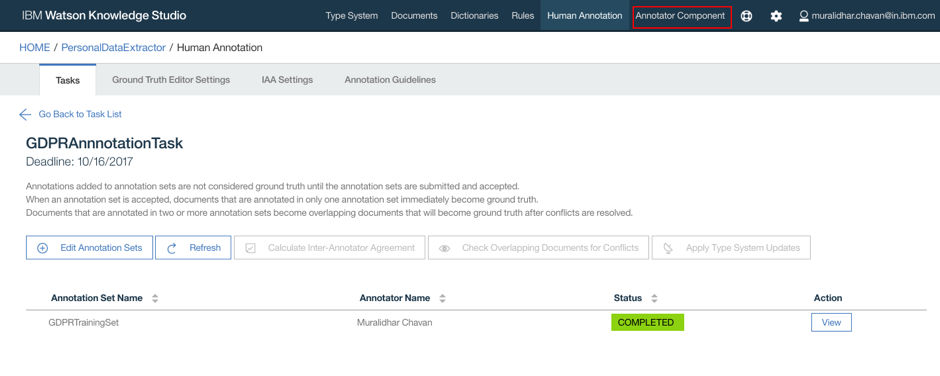 IBM Watson Knowledge Studio Type System Documents Dictionaries Rules Human Annotation Annotator Component muralidhar.chavan@in.ibm.com
HOME / PersonalDataExtractor / Human Annotation
Tasks Ground Truth Editor Settings IAA Settings Annotation Guidelines
Go Back to Task List
GDPRAnnnotationTask
Deadline: 10/16/2017
Annotations added to annotation sets are not considered ground truth until the annotation sets are submitted and accepted.
When an annotation set is accepted, documents that are annotated in only one annotation set immediately become ground truth.
Documents that are annotated in two or more annotation sets become overlapping documents that will become ground truth after conflicts are resolved.
Edit Annotation Sets Refresh Calculate Inter-Annotator Agreement Check Overlapping Documents for Conflicts Apply Type System Updates
Annotation Set Name Annotator Name Status Action
GDPRTrainingSet Muralidhar Chavan COMPLETED View